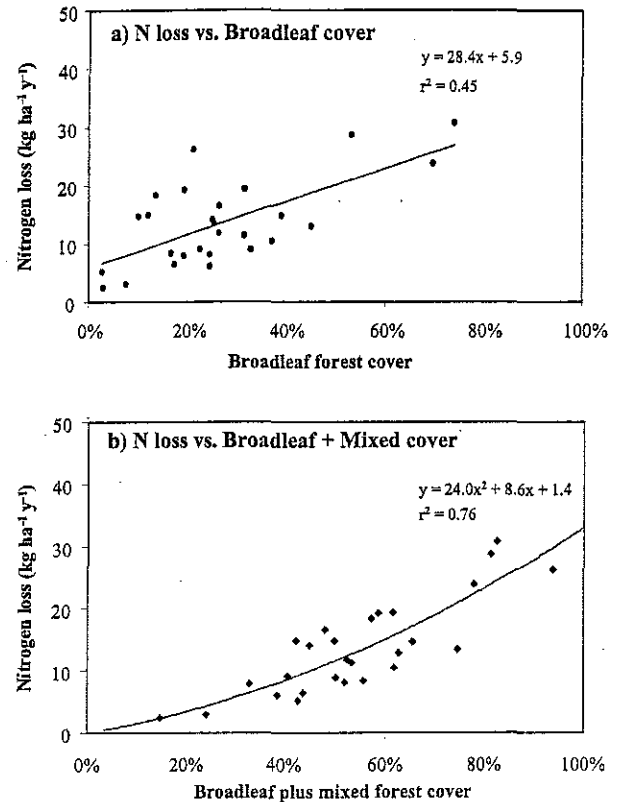 50
a) N loss vs. Broadleaf cover
y = 28.4x + 5.9
r² = 0.45
40
30
20
10
0
Nitrogen loss (kg ha⁻¹ y⁻¹)
0% 20% 40% 60% 80% 100%
Broadleaf forest cover
50
b) N loss vs. Broadleaf + Mixed cover
y = 24.0x² + 8.6x + 1.4
r² = 0.76
40
30
20
10
0
Nitrogen loss (kg ha⁻¹ y⁻¹)
0% 20% 40% 60% 80% 100%
Broadleaf plus mixed forest cover